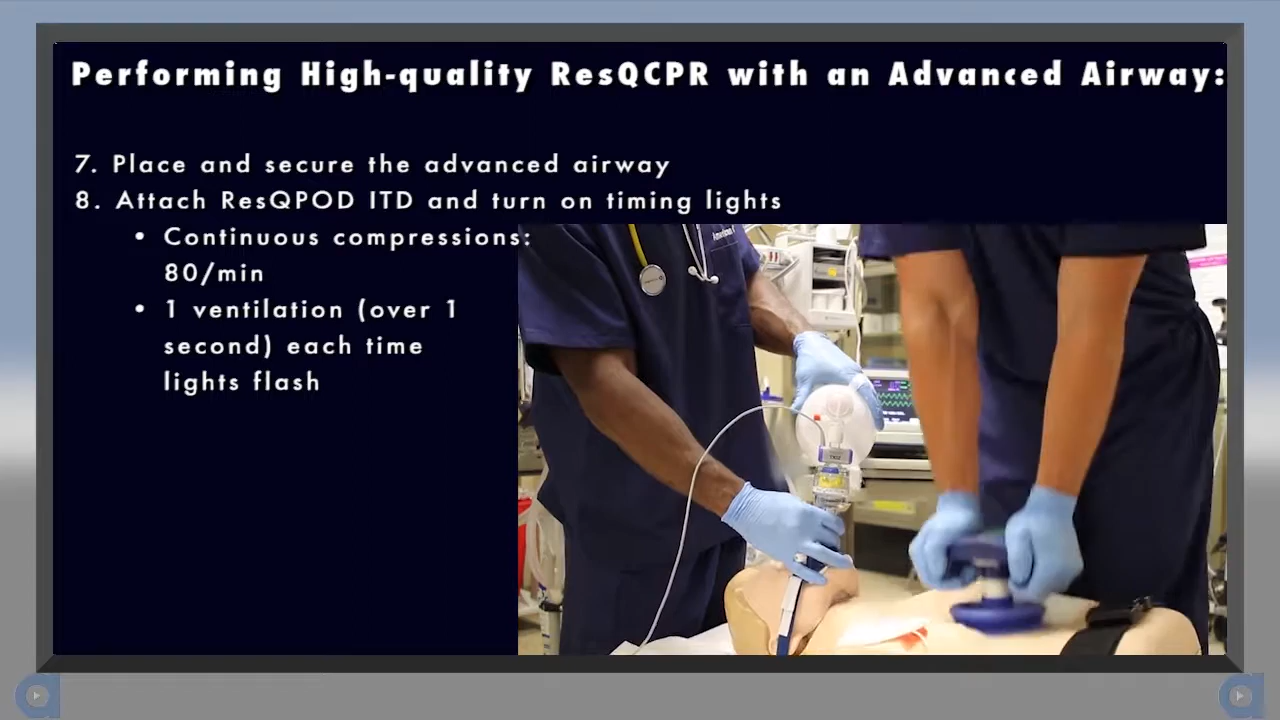 Performing High-quality ResQCPR with an Advanced Airway:
7. Place and secure the advanced airway
8. Attach ResQPOD ITD and turn on timing lights
• Continuous compressions:
80/min
• 1 ventilation (over 1
second) each time
lights flash